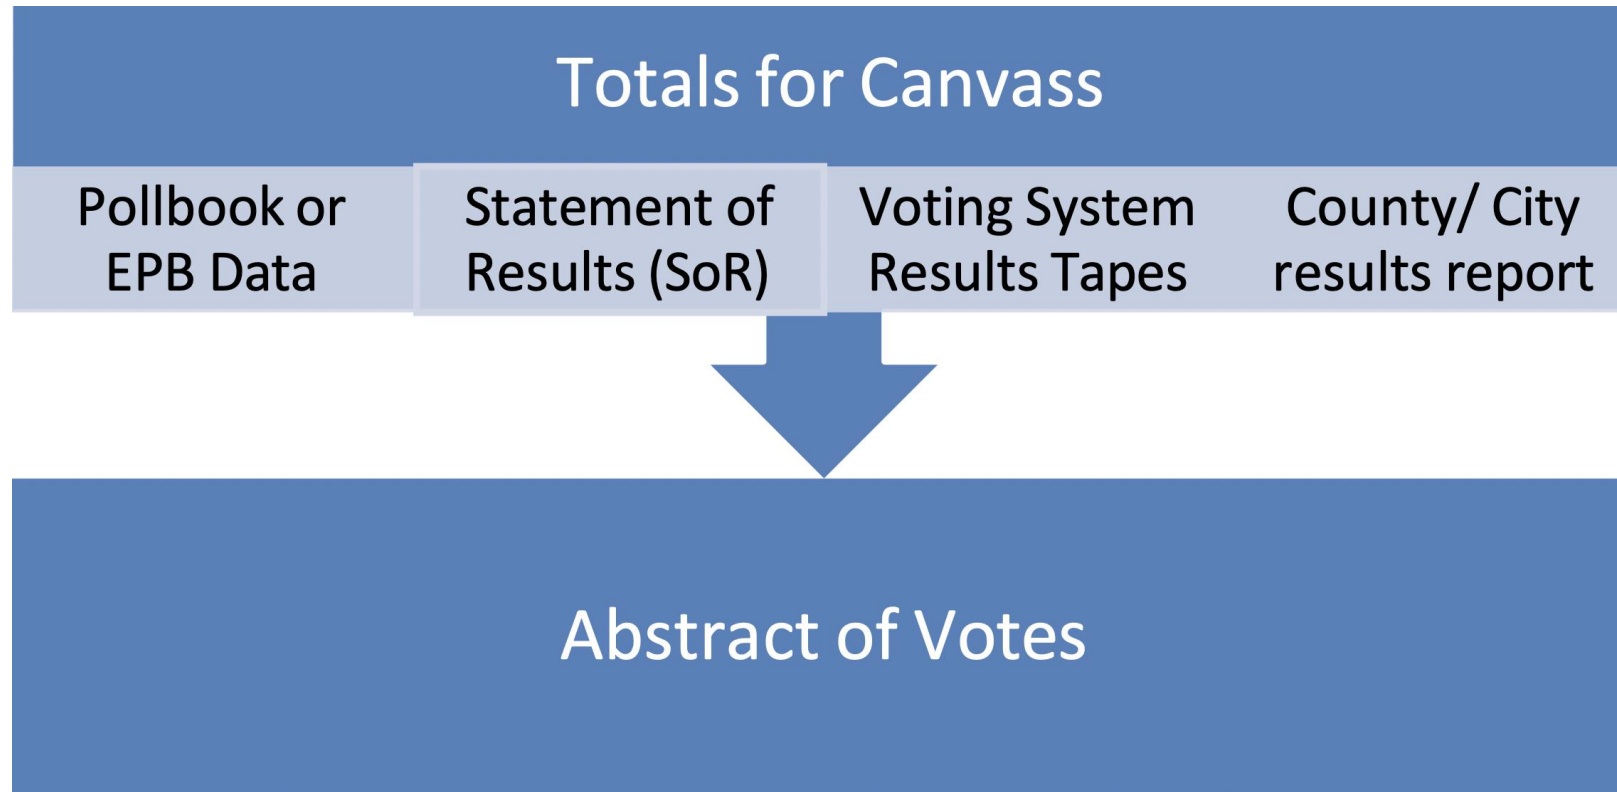 Totals for Canvass
Pollbook or
EPB Data
Statement of
Results (SoR)
Voting System
Results Tapes
County/ City
results report
Abstract of Votes